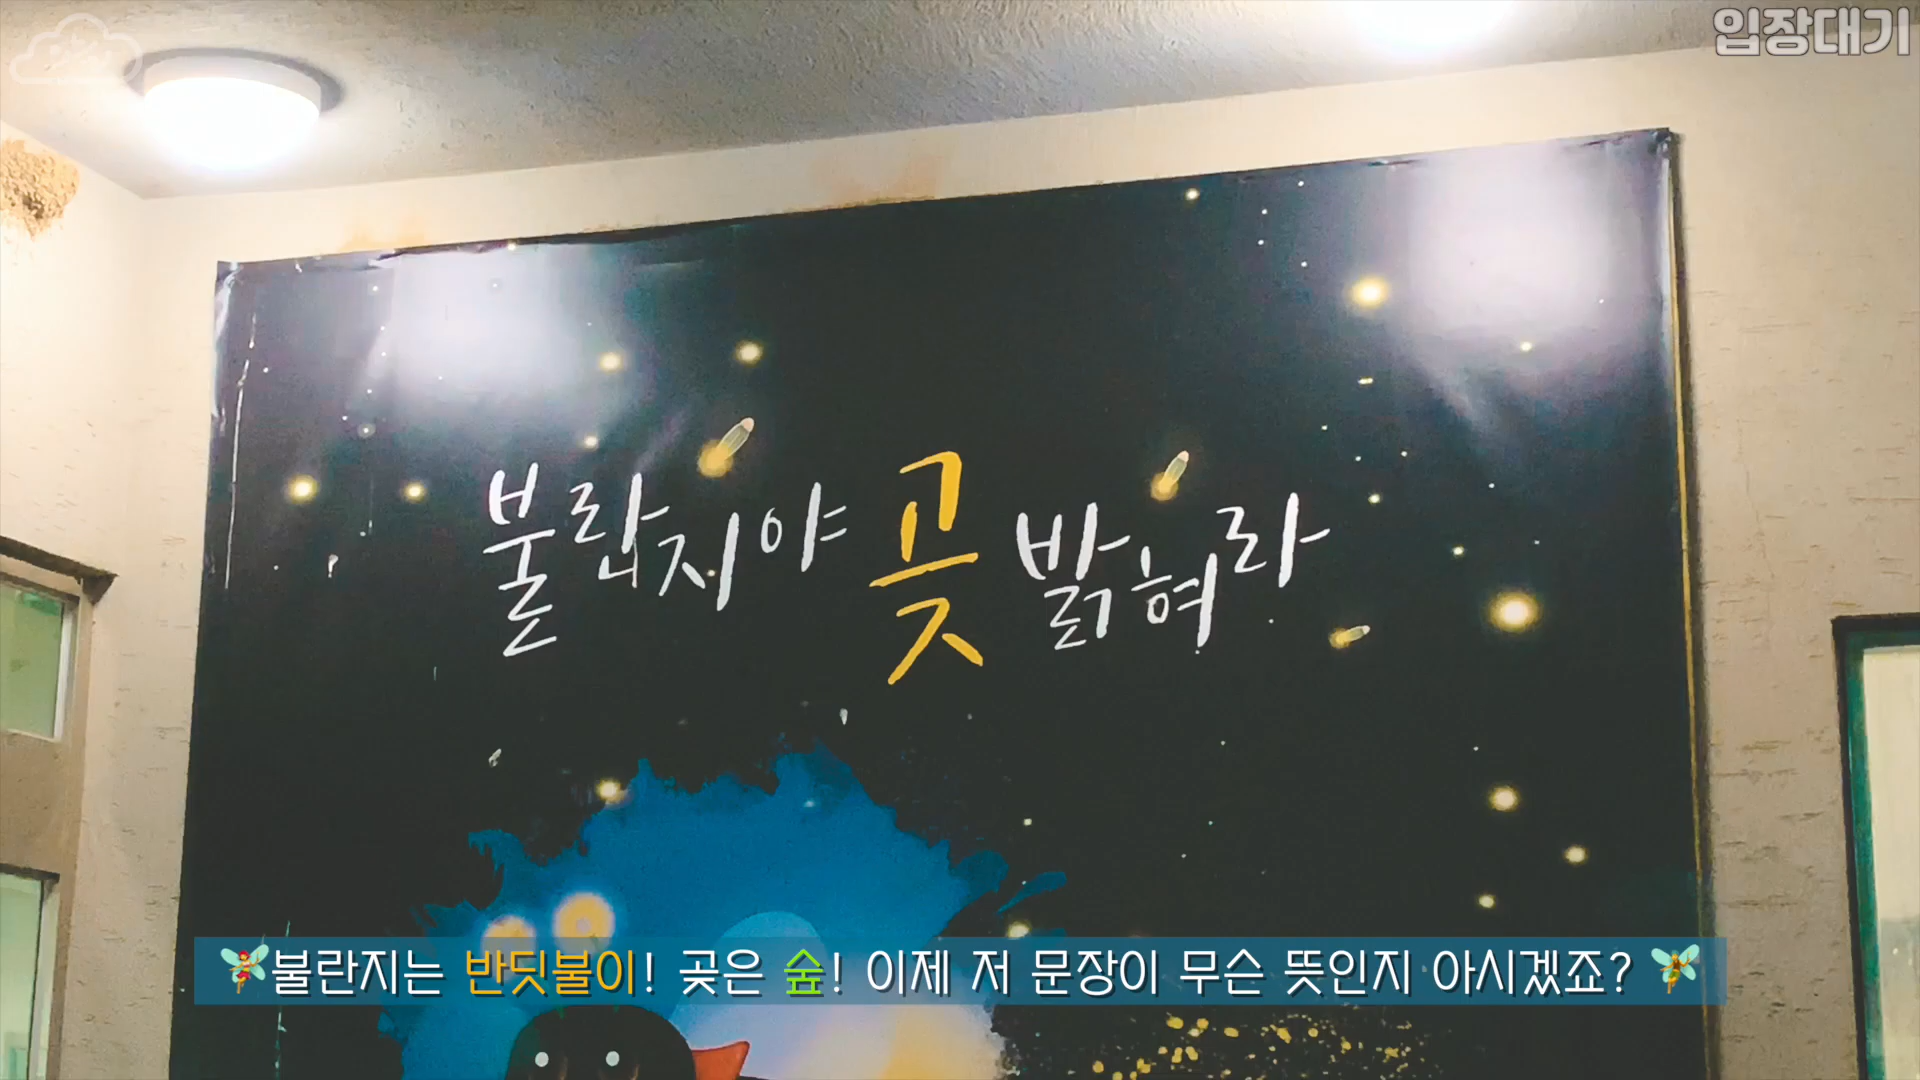 입장대기
불란지야 곶 밝혀라
불란지는 반딧불이! 곶은 숲! 이제 저 문장이 무슨 뜻인지 아시겠죠?